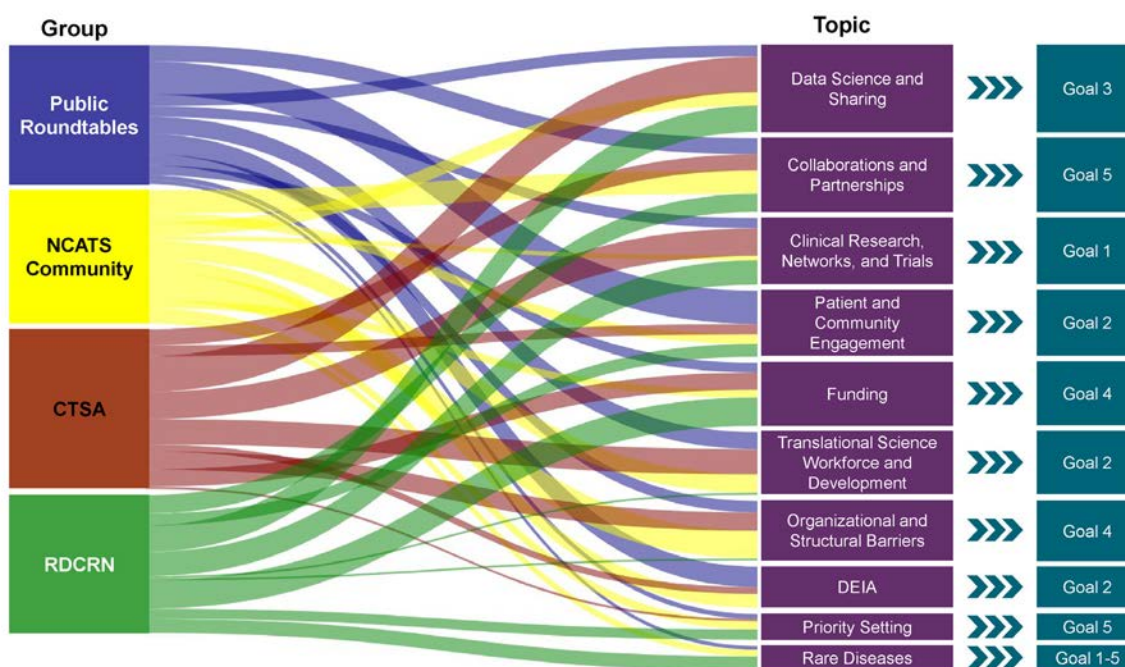 Group
Topic
Public
Roundtables
NCATS
Community
CTSA
RDCRN
Data Science and
Sharing
Goal 3
Collaborations and
Partnerships
Goal 5
Clinical Research,
Networks, and Trials
Goal 1
Patient and
Community
Engagement
Goal 2
Funding
Goal 4
Translational Science
Workforce and
Development
Goal 2
Organizational and
Structural Barriers
Goal 4
DEIA
Goal 2
Priority Setting
Goal 5
Rare Diseases
Goal 1-5